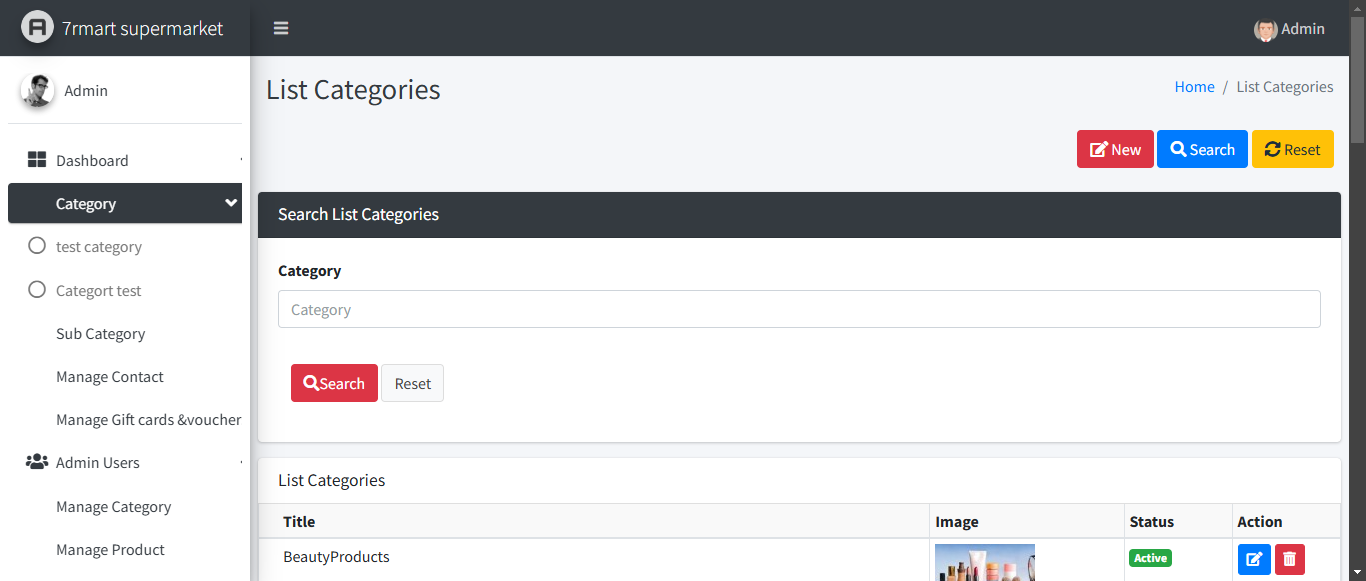 7rmart supermarket
Admin
Admin
List Categories
Home / List Categories
New Search Reset
Dashboard
Category
test category
Categort test
Sub Category
Manage Contact
Manage Gift cards &voucher
Admin Users
Manage Category
Manage Product
Search List Categories
Category
Category
Search Reset
List Categories
Title Image Status Action
BeautyProducts Active